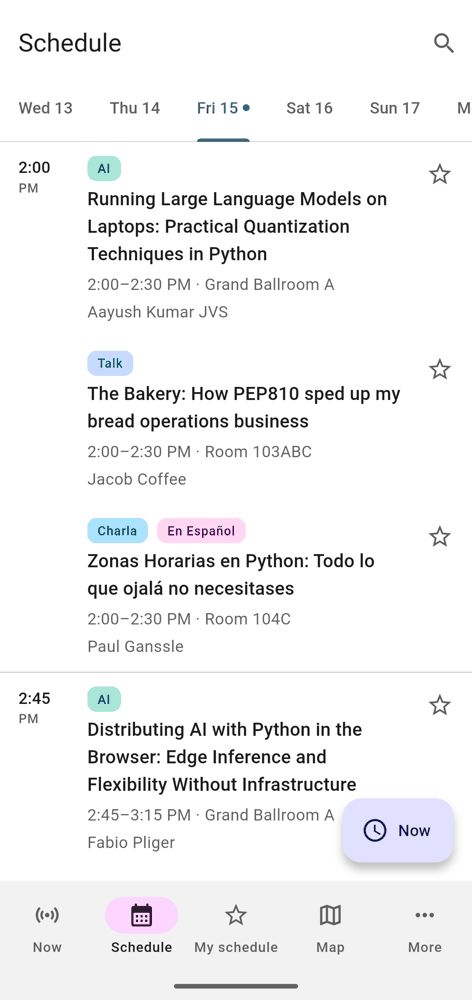 Schedule
Wed 13
Thu 14
Fri 15
Sat 16
Sun 17
M
2:00
PM
AI
Running Large Language Models on
Laptops: Practical Quantization
Techniques in Python
2:00–2:30 PM · Grand Ballroom A
Aayush Kumar JVS
Talk
The Bakery: How PEP810 sped up my
bread operations business
2:00–2:30 PM · Room 103ABC
Jacob Coffee
Charla
En Español
Zonas Horarias en Python: Todo lo
que ojalá no necesitases
2:00–2:30 PM · Room 104C
Paul Ganssle
2:45
PM
AI
Distributing AI with Python in the
Browser: Edge Inference and
Flexibility Without Infrastructure
2:45–3:15 PM · Grand Ballroom A
Fabio Pliger
Now
Now
Schedule
My schedule
Map
More